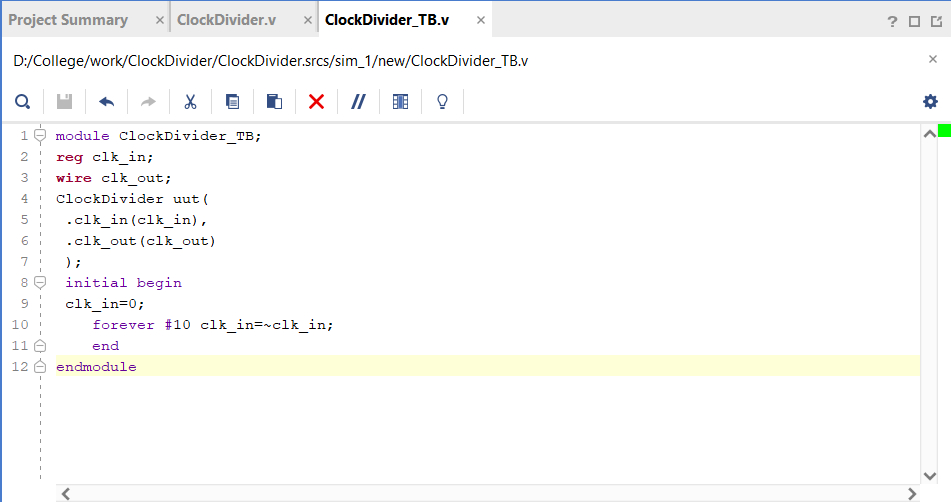 Project Summary × ClockDivider.v × ClockDivider_TB.v × ?
D:/College/work/ClockDivider/ClockDivider.srcs/sim_1/new/ClockDivider_TB.v ×
1 module ClockDivider_TB;
2 reg clk_in;
3 wire clk_out;
4 ClockDivider uut(
5 .clk_in(clk_in),
6 .clk_out(clk_out)
7 );
8 initial begin
9 clk_in=0;
10 forever #10 clk_in=~clk_in;
11 end
12 endmodule